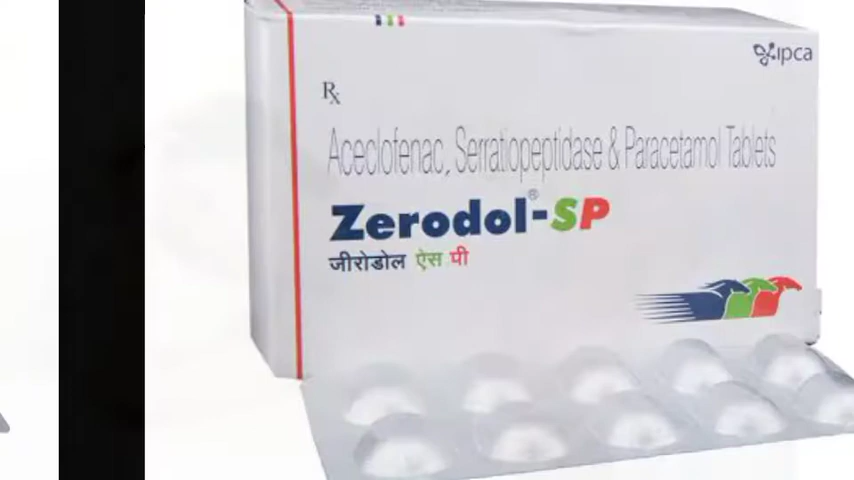 ipca
Rx
Aceclofenac, Serratiopeptidase & Paracetamol Tablets
Zerodol®-SP
जीरोडोल ऐस पी